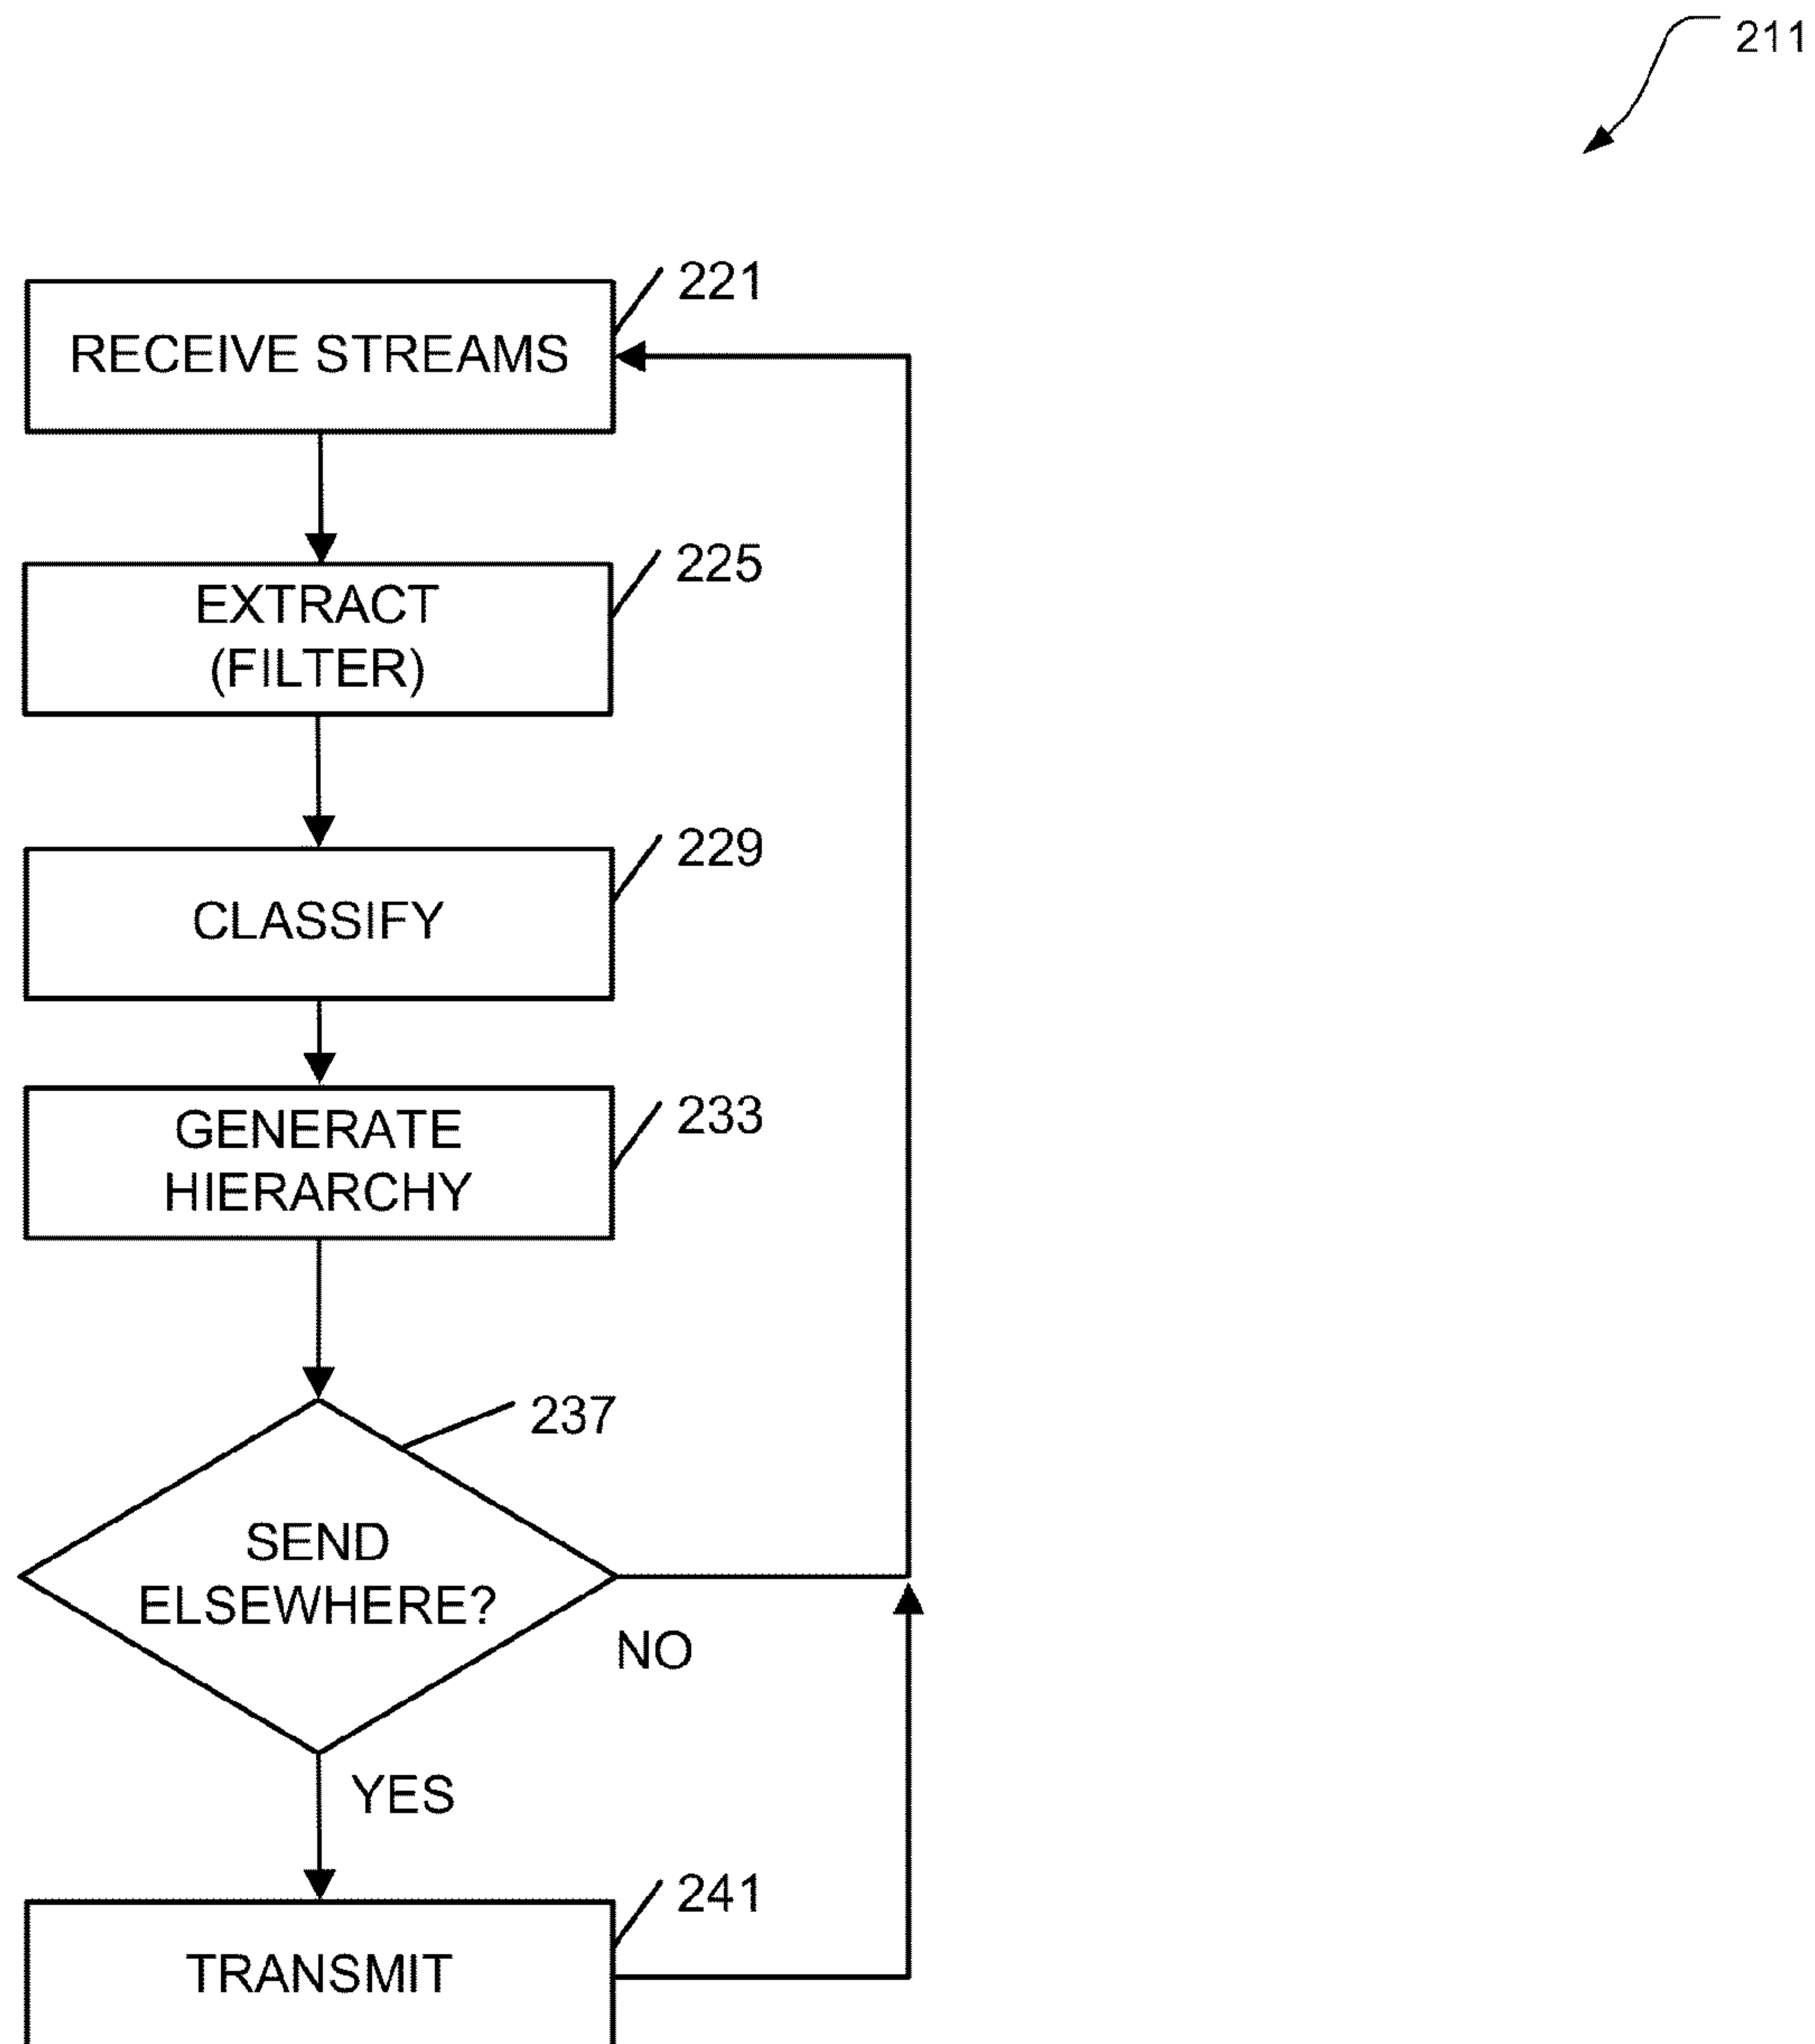 211
221
RECEIVE STREAMS
225
EXTRACT
(FILTER)
229
CLASSIFY
233
GENERATE
HIERARCHY
237
SEND
ELSEWHERE?
NO
YES
241
TRANSMIT